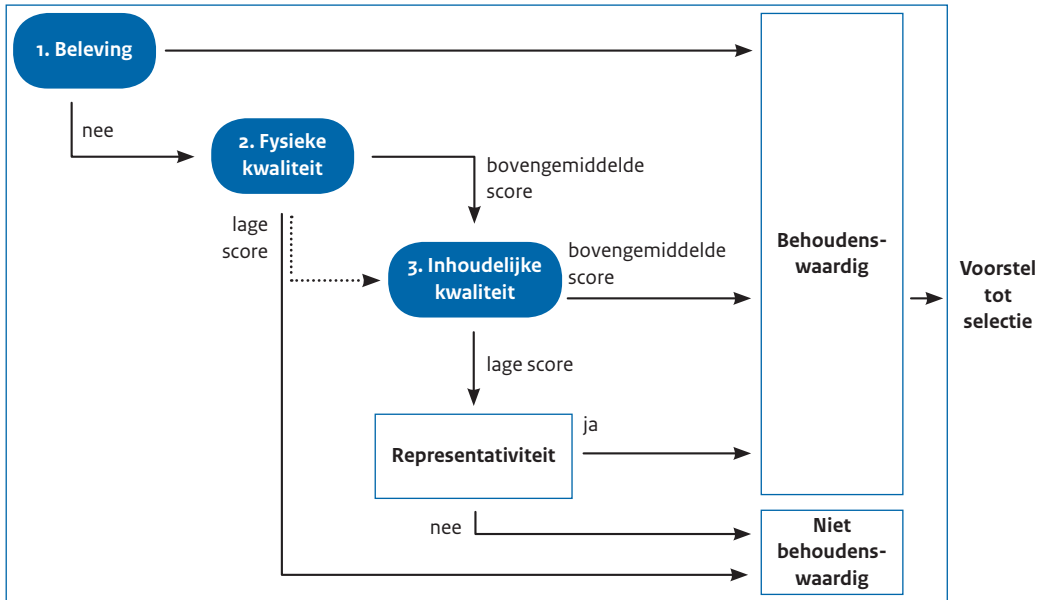 1. Beleving
nee
2. Fysieke
kwaliteit
bovengemiddelde
score
lage
score
3. Inhoudelijke
kwaliteit
bovengemiddelde
score
lage score
Representativiteit
ja
nee
Behoudens-
waardig
Niet
behoudens-
waardig
Voorstel
tot
selectie